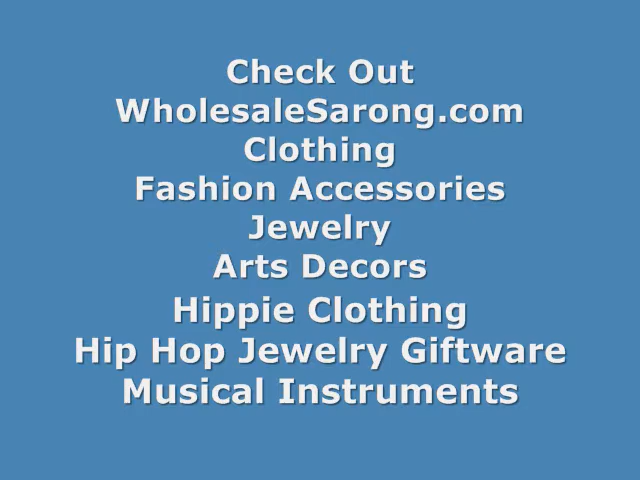 Check Out
WholesaleSarong.com
Clothing
Fashion Accessories
Jewelry
Arts Decors
Hippie Clothing
Hip Hop Jewelry Giftware
Musical Instruments